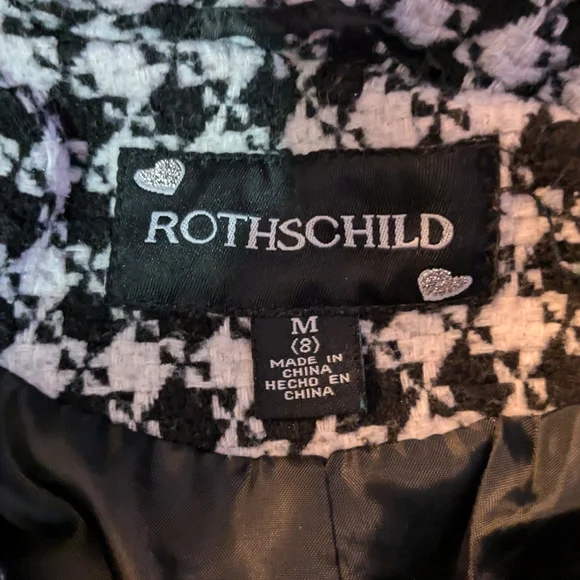 ROTHSCHILD
M
(8)
MADE IN
CHINA
HECHO EN
CHINA